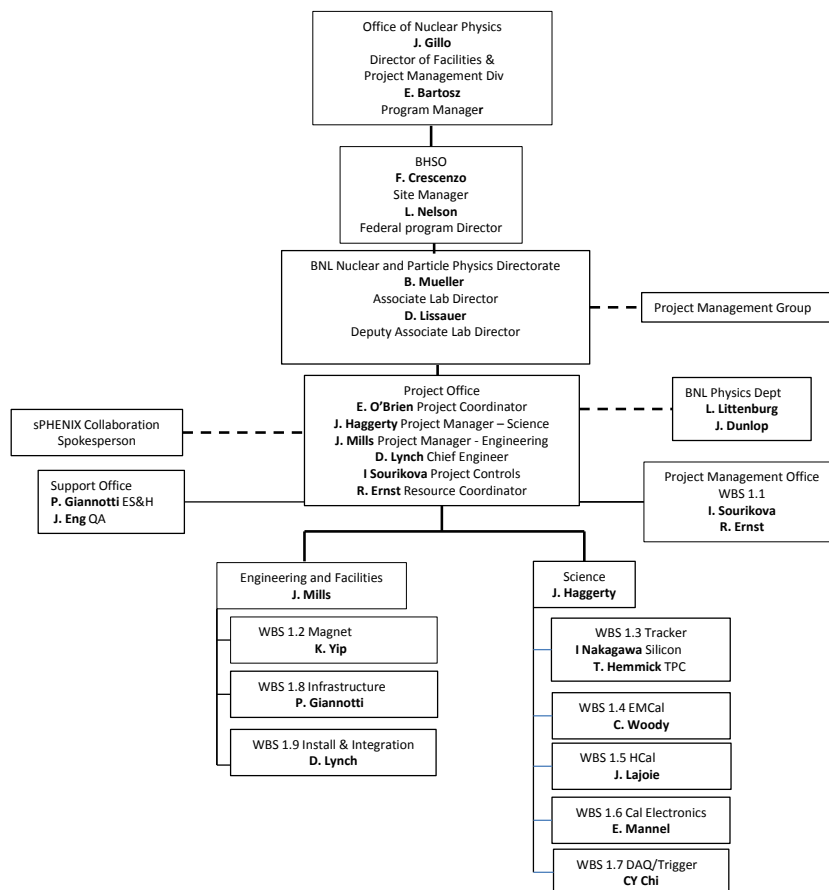 Office of Nuclear Physics
J. Gillo
Director of Facilities &
Project Management Div
E. Bartosz
Program Manager
BHSO
F. Crescenzo
Site Manager
L. Nelson
Federal program Director
BNL Nuclear and Particle Physics Directorate
B. Mueller
Associate Lab Director
D. Lissauer
Deputy Associate Lab Director
Project Management Group
Project Office
E. O’Brien Project Coordinator
J. Haggerty Project Manager – Science
J. Mills Project Manager - Engineering
D. Lynch Chief Engineer
I Sourikova Project Controls
R. Ernst Resource Coordinator
BNL Physics Dept
L. Littenburg
J. Dunlop
sPHENIX Collaboration
Spokesperson
Support Office
P. Giannotti ES&H
J. Eng QA
Project Management Office
WBS 1.1
I. Sourikova
R. Ernst
Engineering and Facilities
J. Mills
WBS 1.2 Magnet
K. Yip
WBS 1.8 Infrastructure
P. Giannotti
WBS 1.9 Install & Integration
D. Lynch
Science
J. Haggerty
WBS 1.3 Tracker
I Nakagawa Silicon
T. Hemmick TPC
WBS 1.4 EMCal
C. Woody
WBS 1.5 HCal
J. Lajoie
WBS 1.6 Cal Electronics
E. Mannel
WBS 1.7 DAQ/Trigger
CY Chi